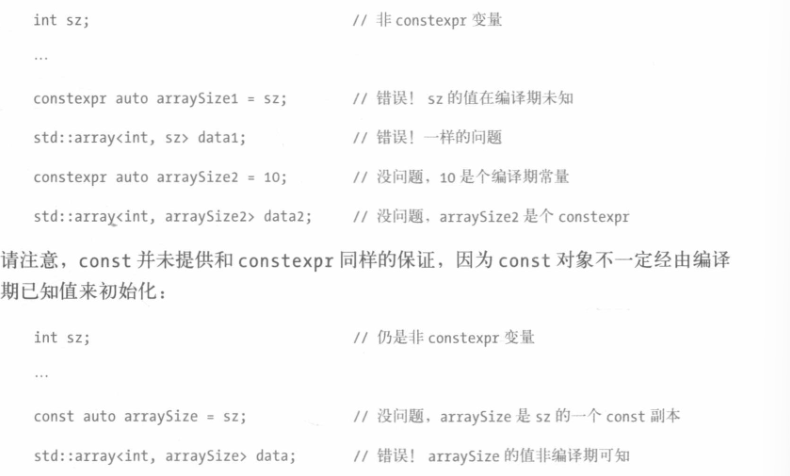 int sz; // 非 constexpr 变量
...
constexpr auto arraySize1 = sz; // 错误！ sz 的值在编译期未知
std::array<int, sz> data1; // 错误！一样的问题
constexpr auto arraySize2 = 10; // 没问题，10 是个编译期常量
std::array<int, arraySize2> data2; // 没问题，arraySize2 是个 constexpr
请注意，const 并未提供和 constexpr 同样的保证，因为 const 对象不一定经由编译
期已知值来初始化：
int sz; // 仍是非 constexpr 变量
...
const auto arraySize = sz; // 没问题，arraySize 是 sz 的一个 const 副本
std::array<int, arraySize> data; // 错误！ arraySize 的值非编译期可知